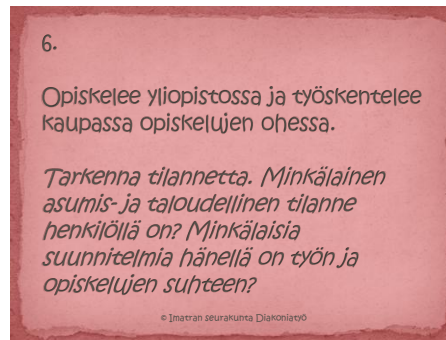 6.
Opiskelee yliopistossa ja työskentelee
kaupassa opiskelujen ohessa.
Tarkenna tilannetta. Minkälainen
asumis- ja taloudellinen tilanne
henkilöllä on? Minkälaisia
suunnitelmia hänellä on työn ja
opiskelujen suhteen?
© Imatran seurakunta Diakoniatyö